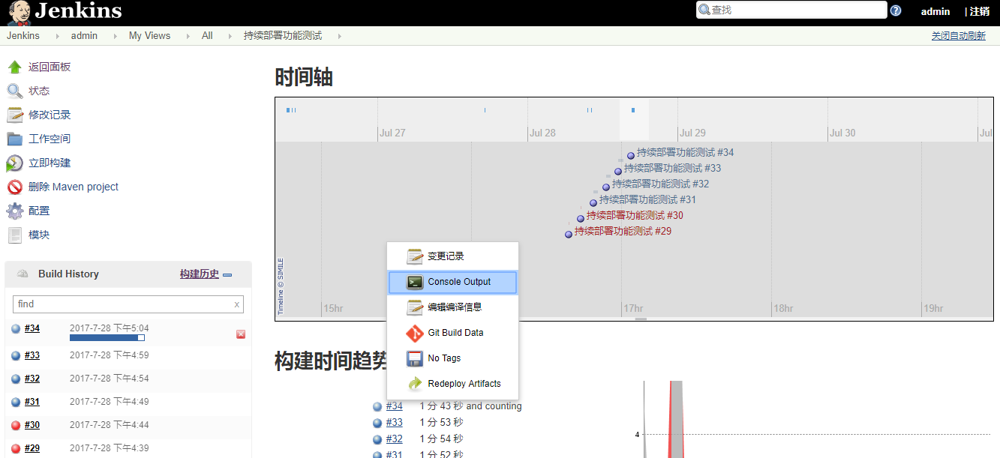 Jenkins
查找
admin
| 注销
Jenkins
admin
My Views
All
持续部署功能测试
关闭自动刷新
返回面板
状态
修改记录
工作空间
立即构建
删除 Maven project
配置
模块
Build History
构建历史
find
x
#34
2017-7-28 下午5:04
#33
2017-7-28 下午4:59
#32
2017-7-28 下午4:54
#31
2017-7-28 下午4:49
#30
2017-7-28 下午4:44
#29
2017-7-28 下午4:39
时间轴
Jul 27
Jul 28
Jul 29
Jul 30
Jul
持续部署功能测试 #34
持续部署功能测试 #33
持续部署功能测试 #32
持续部署功能测试 #31
持续部署功能测试 #30
持续部署功能测试 #29
Timeline © SIMILE
15hr
17hr
18hr
19hr
变更记录
Console Output
编辑编译信息
Git Build Data
No Tags
Redeploy Artifacts
构建时间趋势
#34 1 分 43 秒 and counting
#33 1 分 53 秒
#32 1 分 54 秒
#31 1 分 52 秒
4